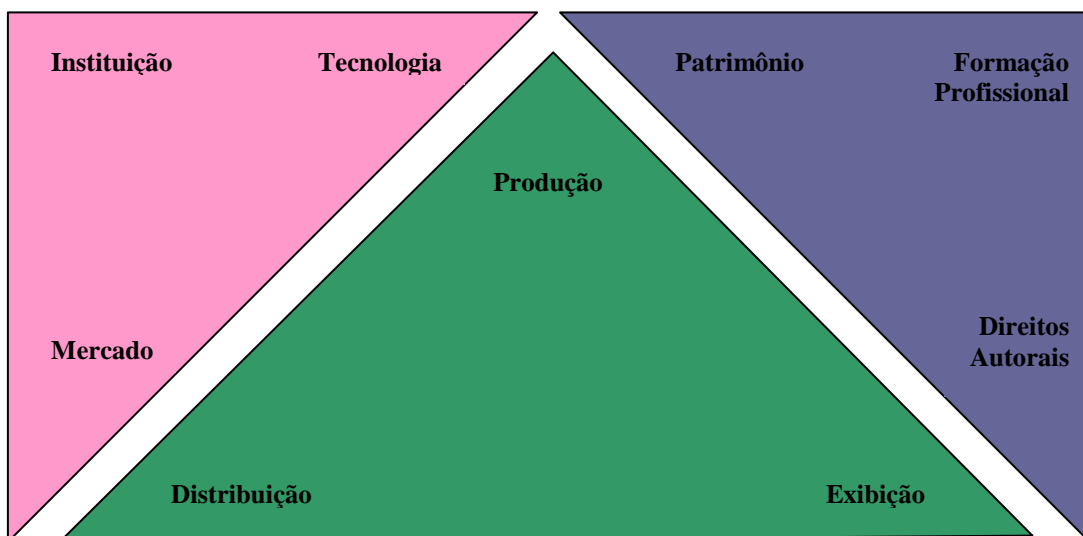 Instituição
Tecnologia
Patrimônio
Formação
Profissional
Produção
Mercado
Direitos
Autorais
Distribuição
Exibição